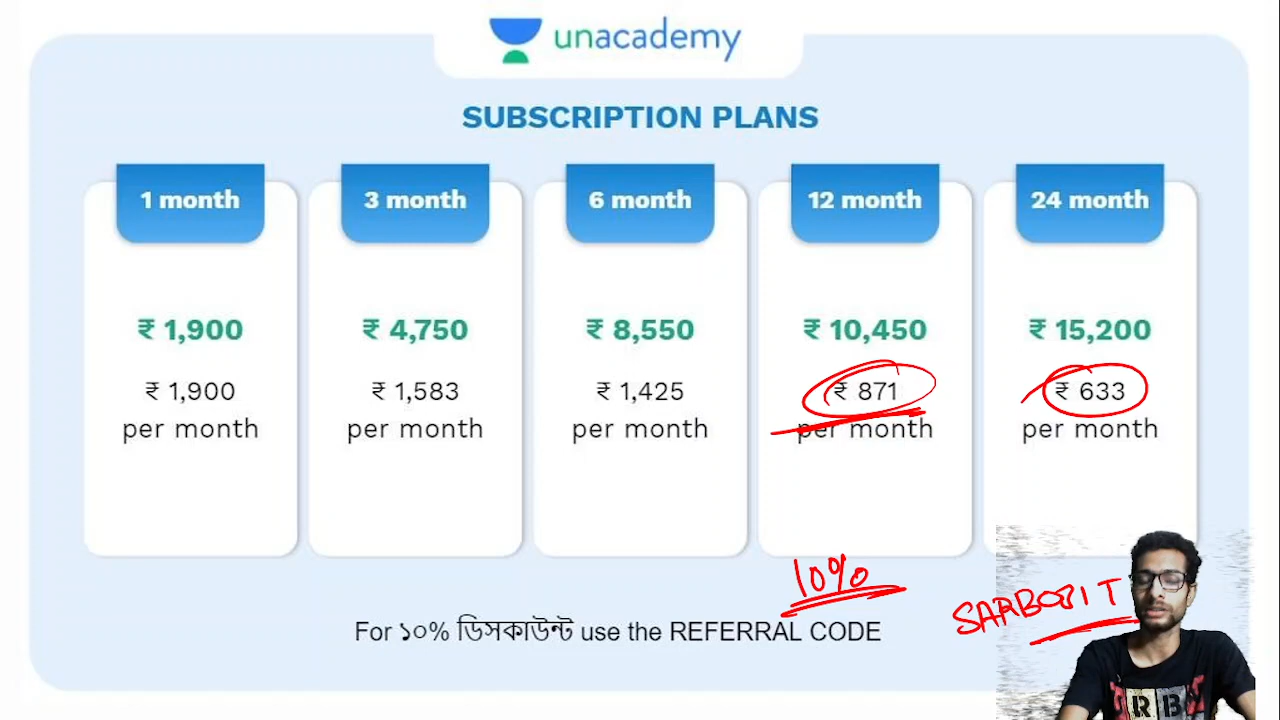 unacademy
SUBSCRIPTION PLANS
1 month
3 month
6 month
12 month
24 month
₹ 1,900
₹ 4,750
₹ 8,550
₹ 10,450
₹ 15,200
₹ 1,900
₹ 1,583
₹ 1,425
₹ 871
₹ 633
per month
per month
per month
per month
per month
10%
For ১০% ডিসকাউন্ট use the REFERRAL CODE
RB